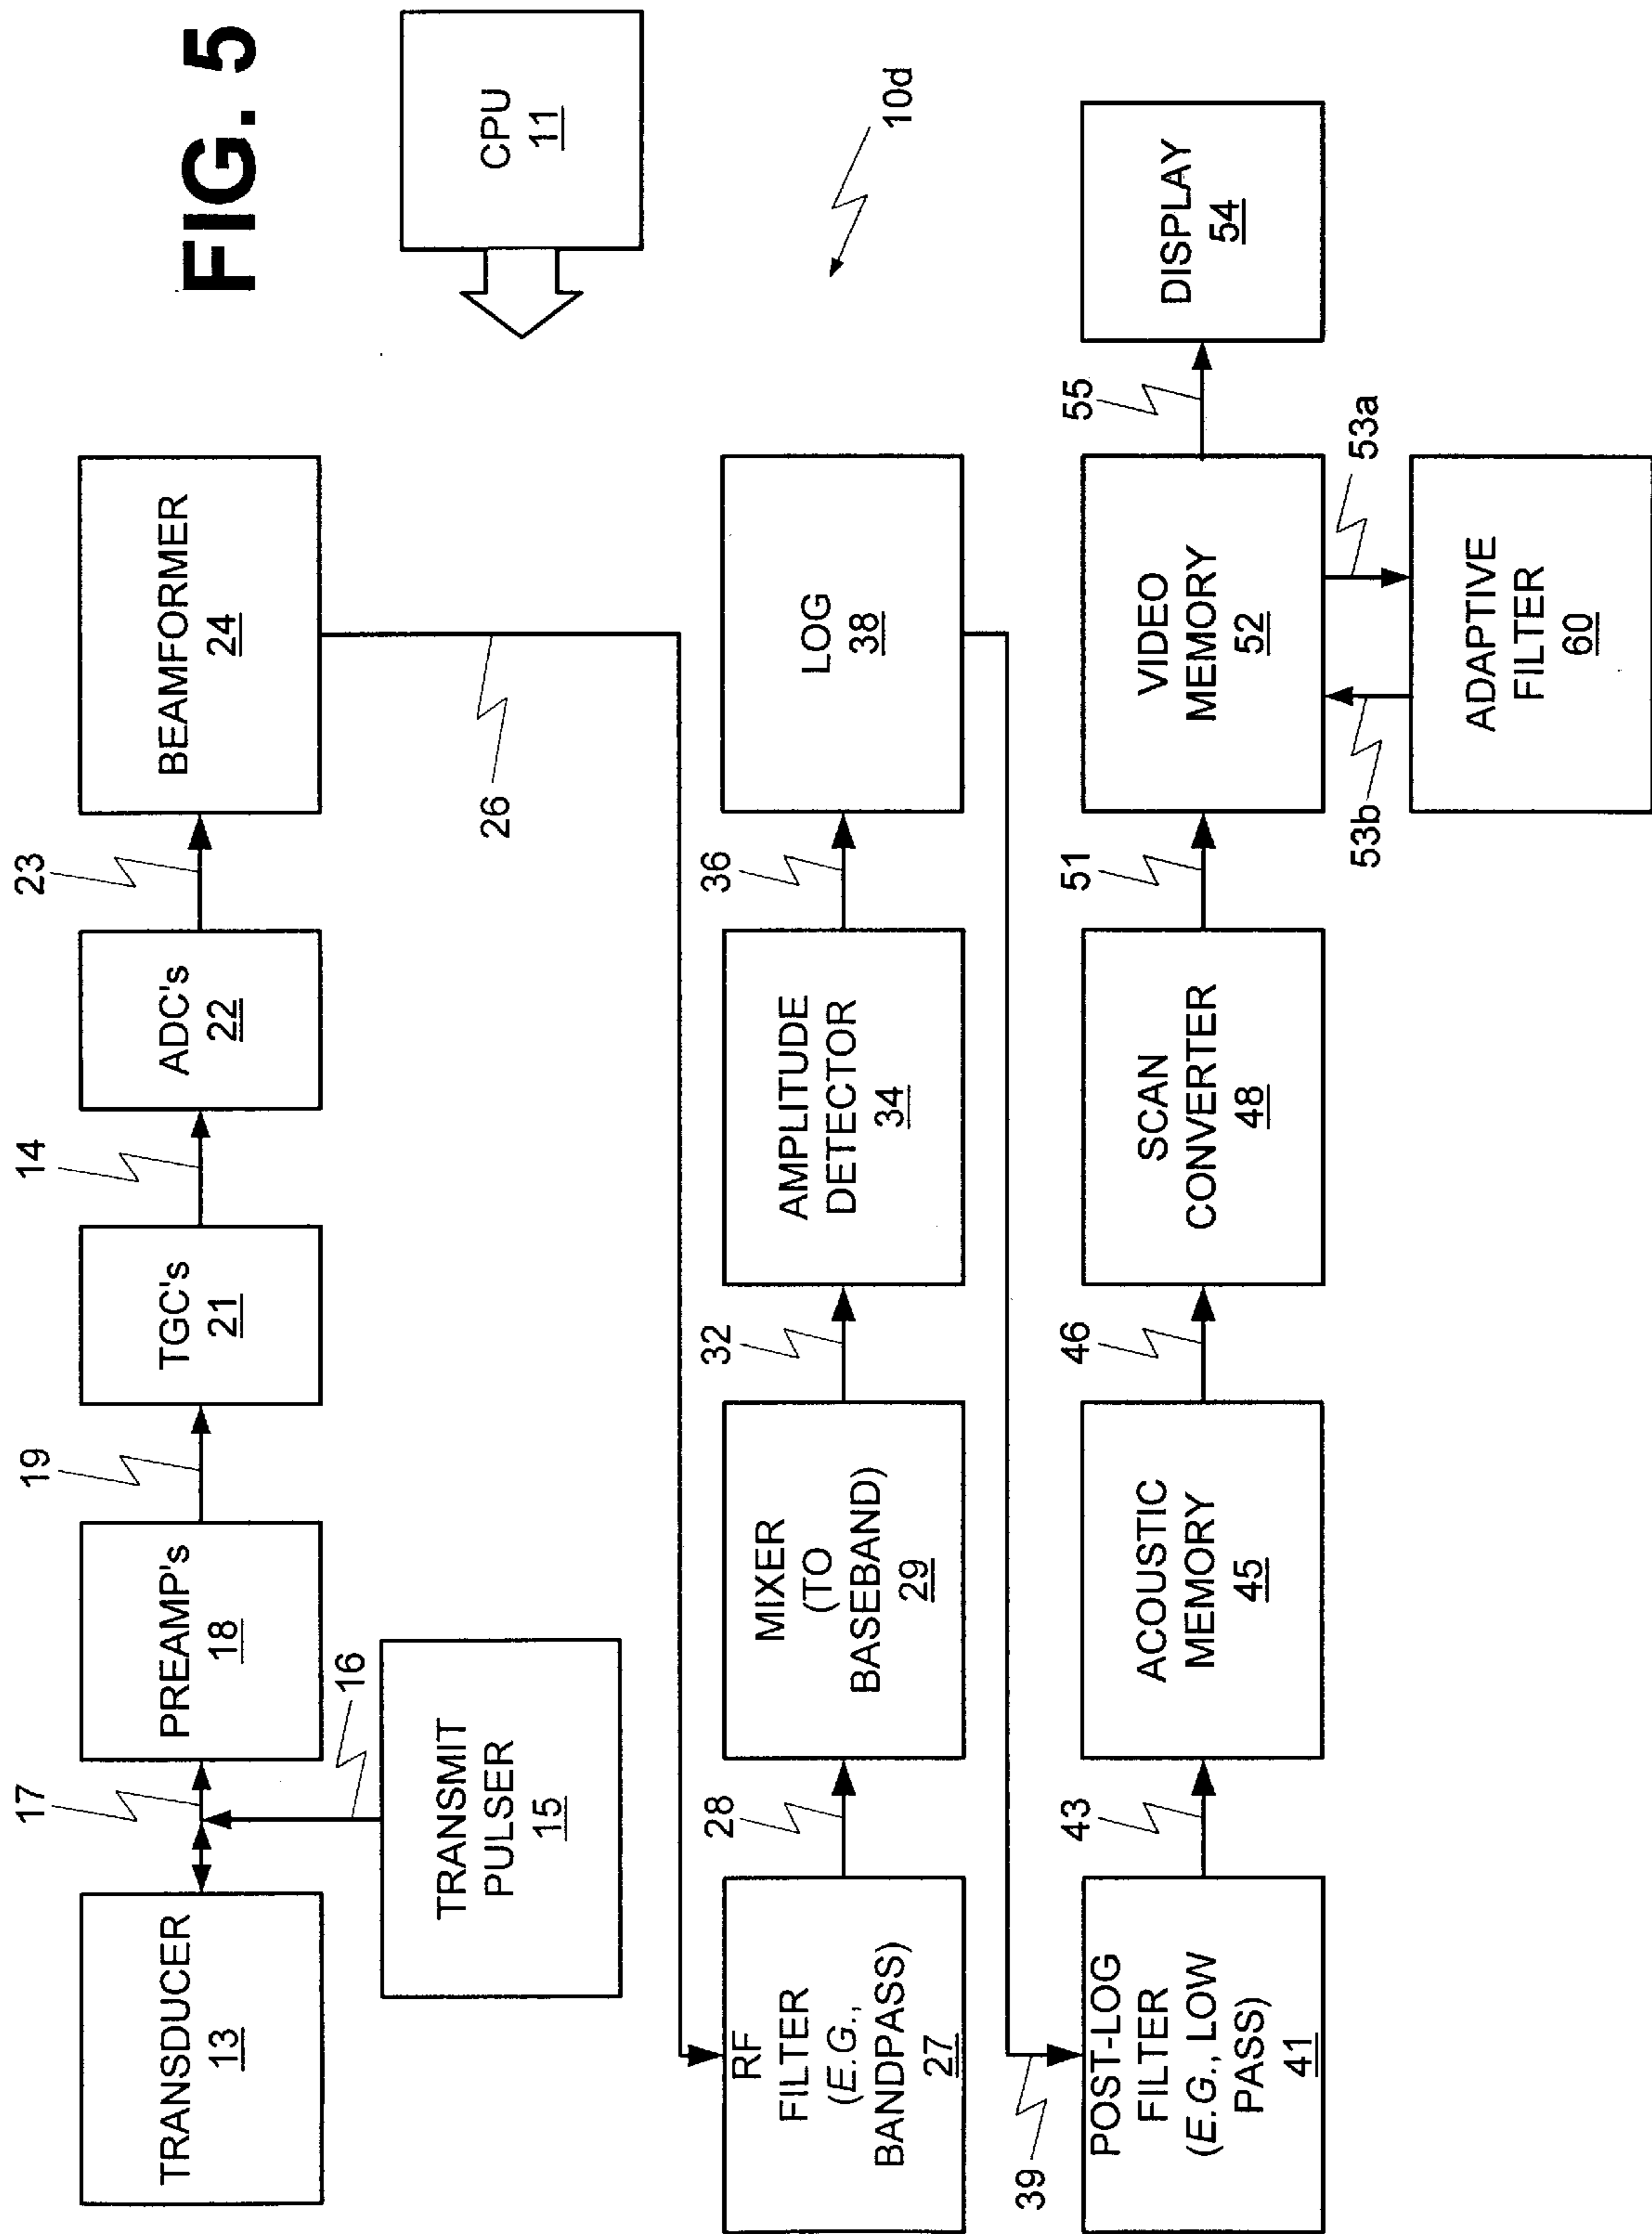 FIG. 5
CPU
11
10d
TRANSDUCER
13
17
PREAMP's
18
19
TGC's
21
14
ADC's
22
23
BEAMFORMER
24
TRANSMIT
PULSER
15
16
26
RF
FILTER
(E.G.,
BANDPASS)
27
28
MIXER
(TO
BASEBAND)
29
32
AMPLITUDE
DETECTOR
34
36
LOG
38
39
POST-LOG
FILTER
(E.G., LOW
PASS)
41
43
ACOUSTIC
MEMORY
45
46
SCAN
CONVERTER
48
51
VIDEO
MEMORY
52
55
DISPLAY
54
53b
53a
ADAPTIVE
FILTER
60